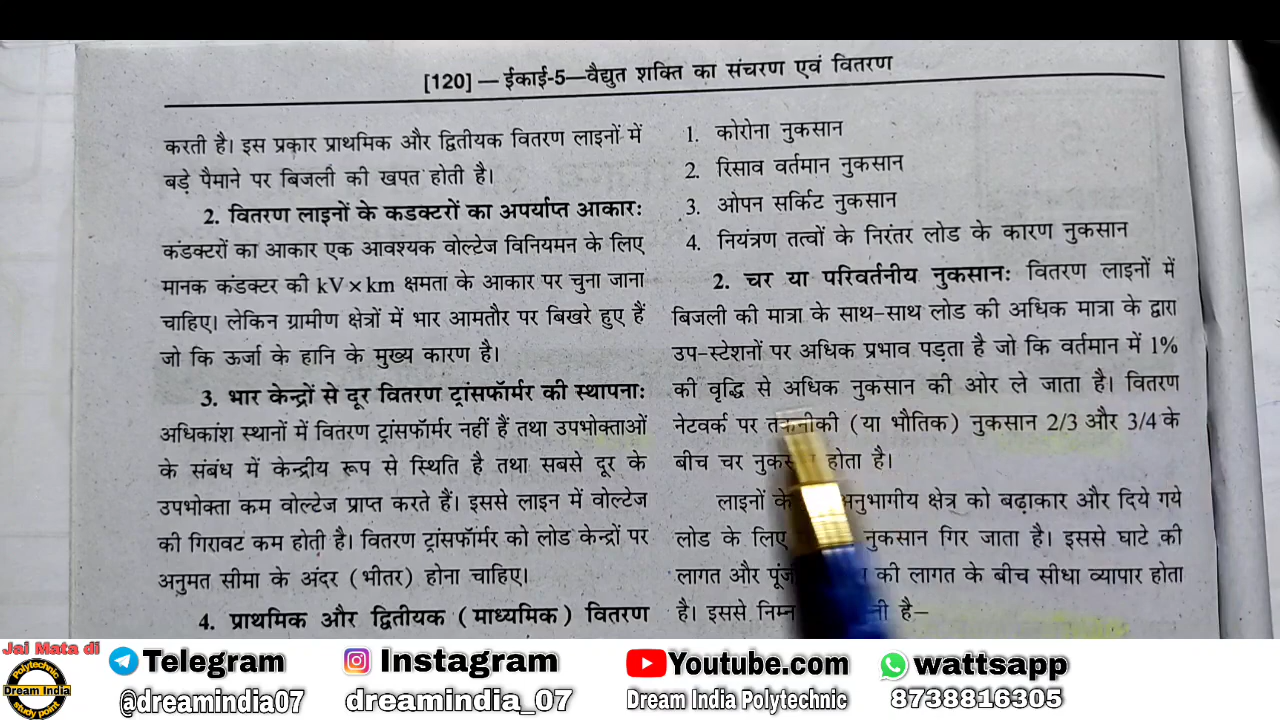 [120] — ईकाई-5—वैद्युत शक्ति का संचरण एवं वितरण
करती है। इस प्रकार प्राथमिक और द्वितीयक वितरण लाइनों में
बड़े पैमाने पर बिजली की खपत होती है।
2. वितरण लाइनों के कडक्टरों का अपर्याप्त आकारः
कंडक्टरों का आकार एक आवश्यक वोल्टेज विनियमन के लिए
मानक कंडक्टर की kV×km क्षमता के आकार पर चुना जाना
चाहिए। लेकिन ग्रामीण क्षेत्रों में भार आमतौर पर बिखरे हुए हैं
जो कि ऊर्जा के हानि के मुख्य कारण है।
3. भार केन्द्रों से दूर वितरण ट्रांसफॉर्मर की स्थापनाः
अधिकांश स्थानों में वितरण ट्रांसफॉर्मर नहीं हैं तथा उपभोक्ताओं
के संबंध में केन्द्रीय रूप से स्थिति है तथा सबसे दूर के
उपभोक्ता कम वोल्टेज प्राप्त करते हैं। इससे लाइन में वोल्टेज
की गिरावट कम होती है। वितरण ट्रांसफॉर्मर को लोड केन्द्रों पर
अनुमत सीमा के अंदर (भीतर) होना चाहिए।
4. प्राथमिक और द्वितीयक (माध्यमिक) वितरण
1. कोरोना नुकसान
2. रिसाव वर्तमान नुकसान
3. ओपन सर्किट नुकसान
4. नियंत्रण तत्वों के निरंतर लोड के कारण नुकसान
2. चर या परिवर्तनीय नुकसानः वितरण लाइनों में
बिजली की मात्रा के साथ-साथ लोड की अधिक मात्रा के द्वारा
उप-स्टेशनों पर अधिक प्रभाव पड़ता है जो कि वर्तमान में 1%
की वृद्धि से अधिक नुकसान की ओर ले जाता है। वितरण
नेटवर्क पर तकनीकी (या भौतिक) नुकसान 2/3 और 3/4 के
बीच चर होता है।
लाइनों के अनुभागीय क्षेत्र को बढ़ाकार और दिये गये
लोड के लिए नुकसान गिर जाता है। इससे घाटे की
लागत और की लागत के बीच सीधा व्यापार होता
है। इससे है–
Jai Mata di
Polytechnic
Dream India
study point
Telegram
@dreamindia07
Instagram
dreamindia_07
Youtube.com
Dream India Polytechnic
wattsapp
8738816305